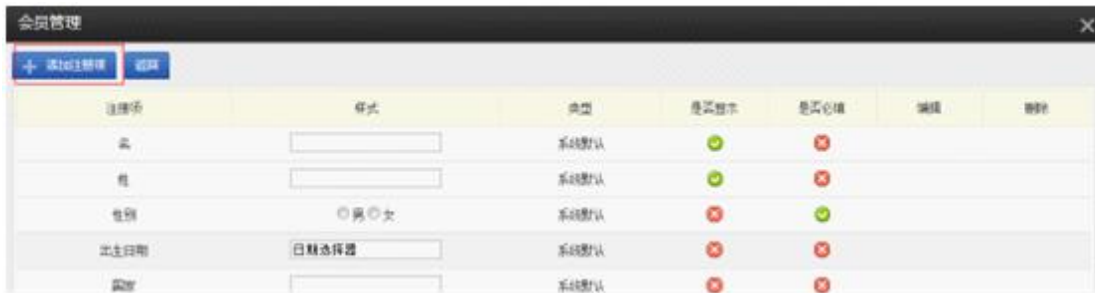 会员管理
添加注册项 返回
注册项 样式 类型 是否显示 是否必填 编辑 删除
名 系统默认
姓 系统默认
性别 男 女 系统默认
出生日期 日期选择器 系统默认
国家 系统默认